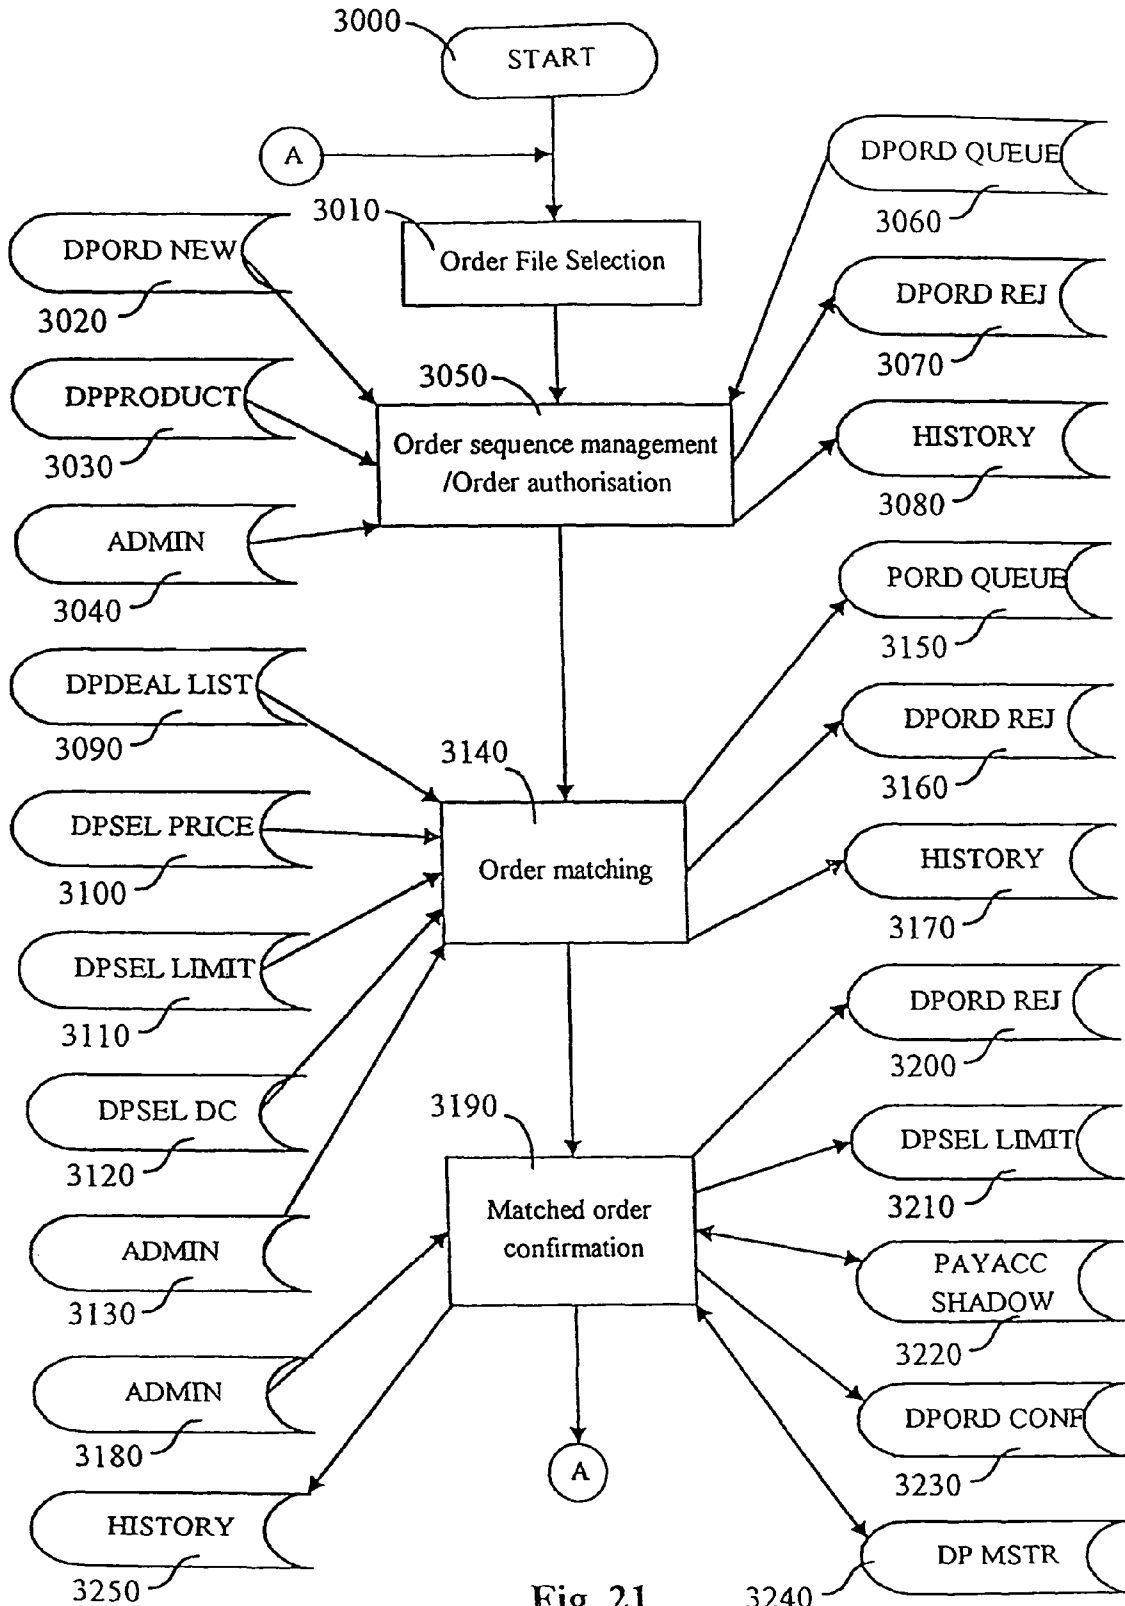 3000
START
A
DPORD QUEUE
3060
3010
Order File Selection
DPORD NEW
3020
DPORD REJ
3070
DPPRODUCT
3030
3050
Order sequence management
/Order authorisation
HISTORY
3080
ADMIN
3040
PORD QUEUE
3150
DPDEAL LIST
3090
DPORD REJ
3160
3140
Order matching
DPSEL PRICE
3100
HISTORY
3170
DPSEL LIMIT
3110
DPORD REJ
3200
DPSEL DC
3120
3190
Matched order
confirmation
DPSEL LIMIT
3210
ADMIN
3130
PAYACC
SHADOW
3220
ADMIN
3180
DPORD CONF
3230
A
HISTORY
3250
DP MSTR
3240
Fig. 21